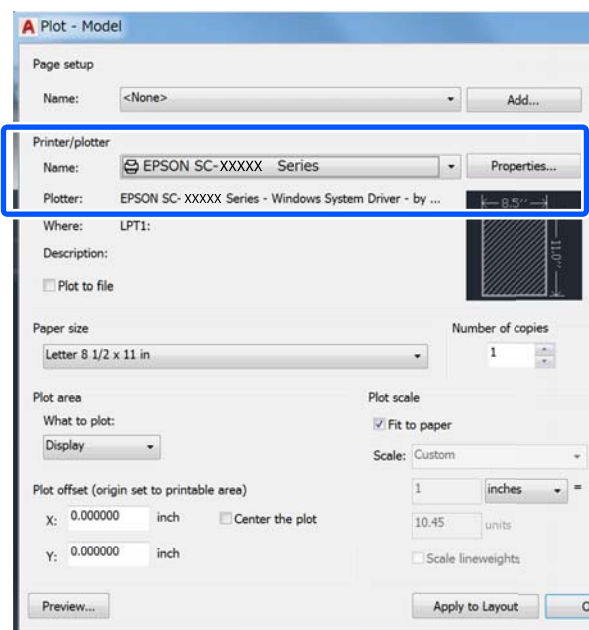 A Plot - Model
Page setup
Name: <None> Add...
Printer/plotter
Name: EPSON SC-XXXXX Series Properties...
Plotter: EPSON SC- XXXXX Series - Windows System Driver - by ...
8.5''
Where: LPT1:
11.0''
Description:
Plot to file
Paper size Number of copies
Letter 8 1/2 x 11 in 1
Plot area Plot scale
What to plot: Fit to paper
Display Scale: Custom
Plot offset (origin set to printable area) 1 inches =
X: 0.000000 inch Center the plot 10.45 units
Y: 0.000000 inch Scale lineweights
Preview... Apply to Layout